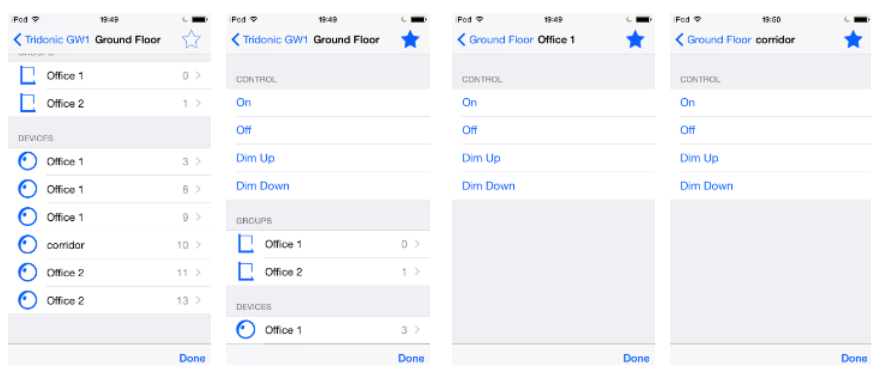 iPod 19:49
Tridonic GW1 Ground Floor
Office 1 0
Office 2 1
DEVICES
Office 1 3
Office 1 8
Office 1 9
corridor 10
Office 2 11
Office 2 13
Done
iPod 19:49
Tridonic GW1 Ground Floor
CONTROL
On
Off
Dim Up
Dim Down
GROUPS
Office 1 0
Office 2 1
DEVICES
Office 1 3
Done
iPod 19:49
Ground Floor Office 1
CONTROL
On
Off
Dim Up
Dim Down
Done
iPod 19:50
Ground Floor corridor
CONTROL
On
Off
Dim Up
Dim Down
Done